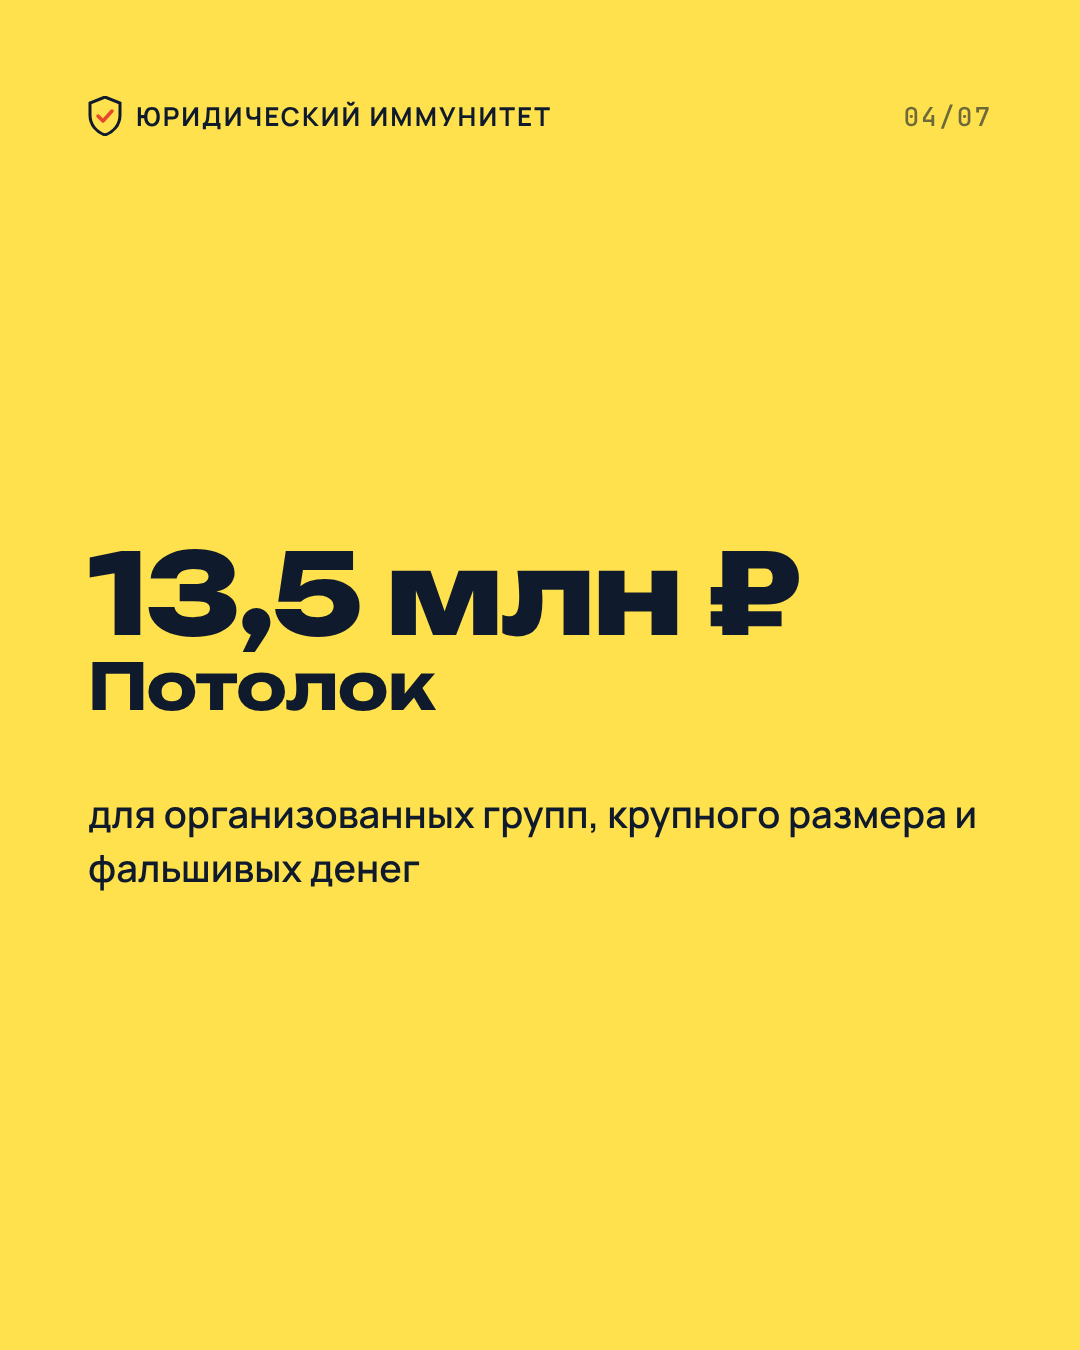 ЮРИДИЧЕСКИЙ ИММУНИТЕТ
04/07
13,5 млн ₽
Потолок
для организованных групп, крупного размера и
фальшивых денег